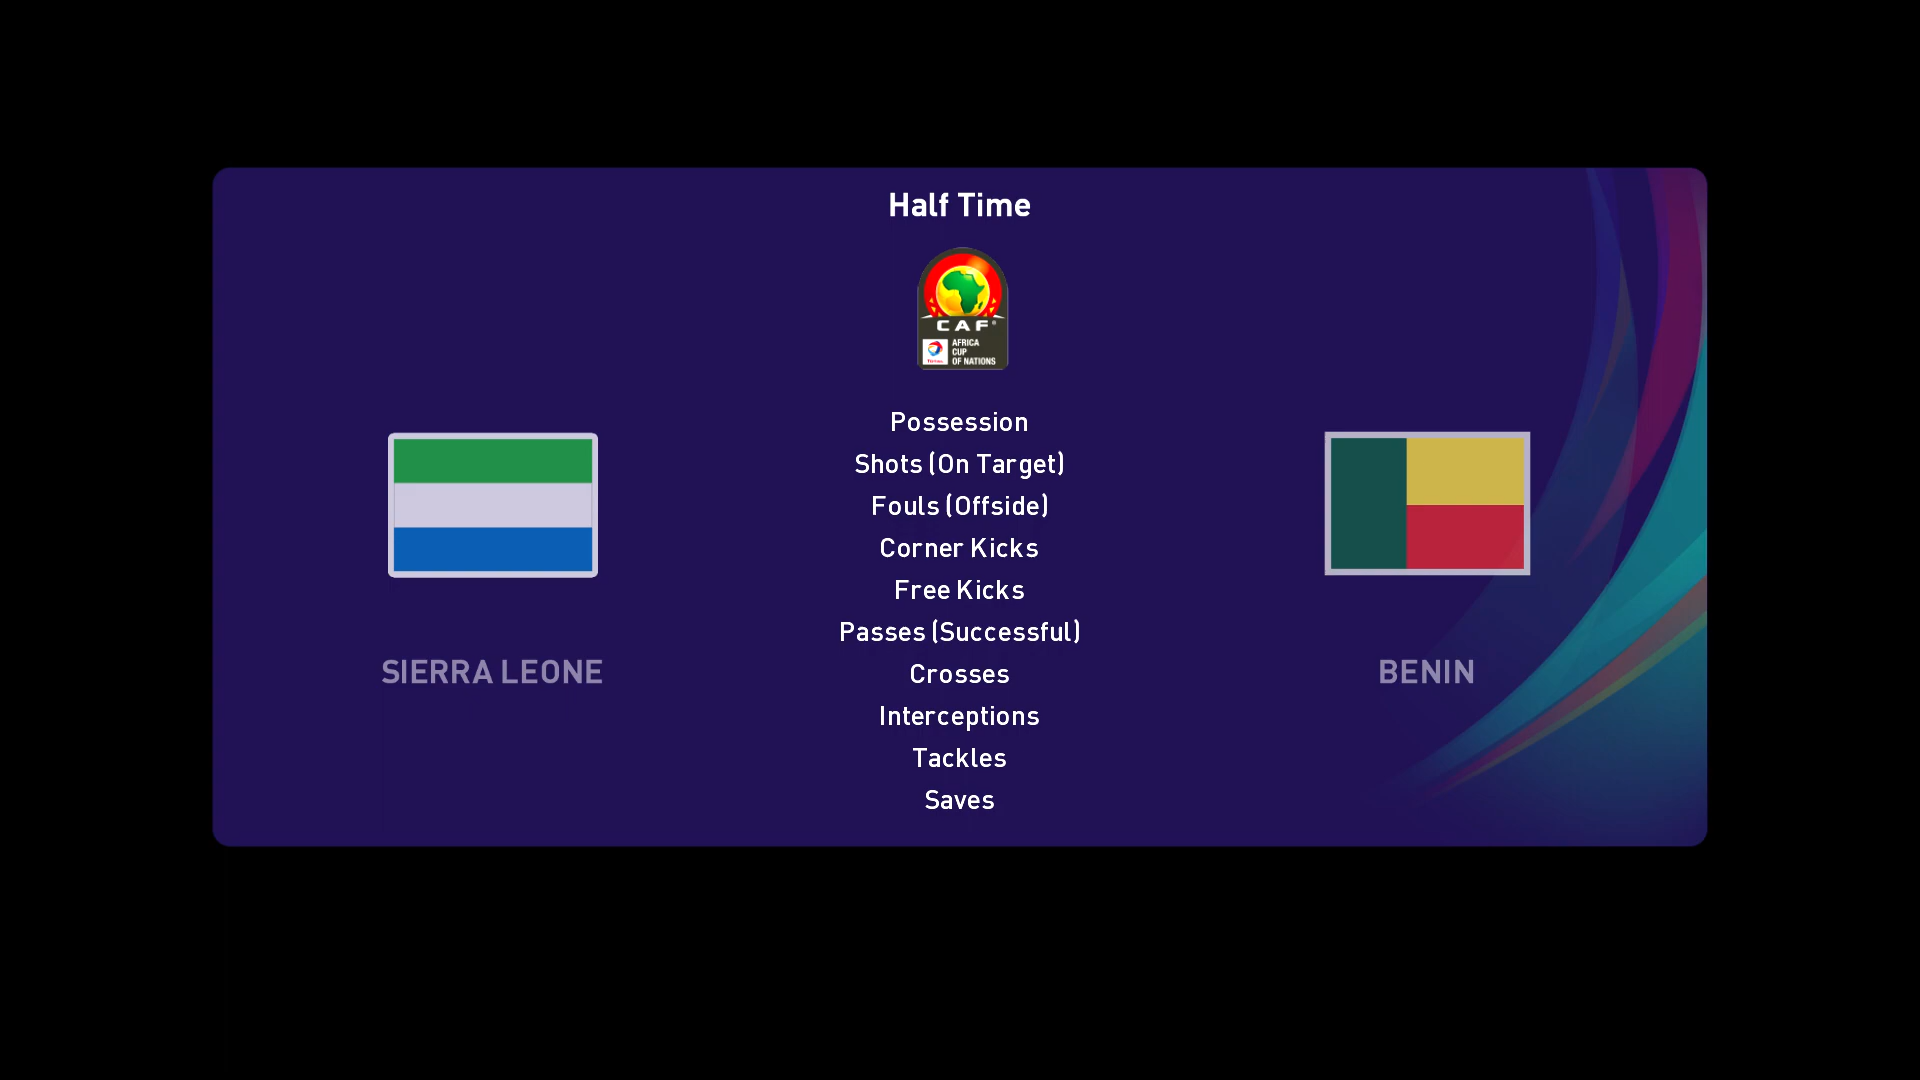 Half Time
CAF
AFRICA
CUP
OF NATIONS
TOTAL
Possession
Shots (On Target)
Fouls (Offside)
Corner Kicks
Free Kicks
Passes (Successful)
Crosses
Interceptions
Tackles
Saves
SIERRA LEONE
BENIN